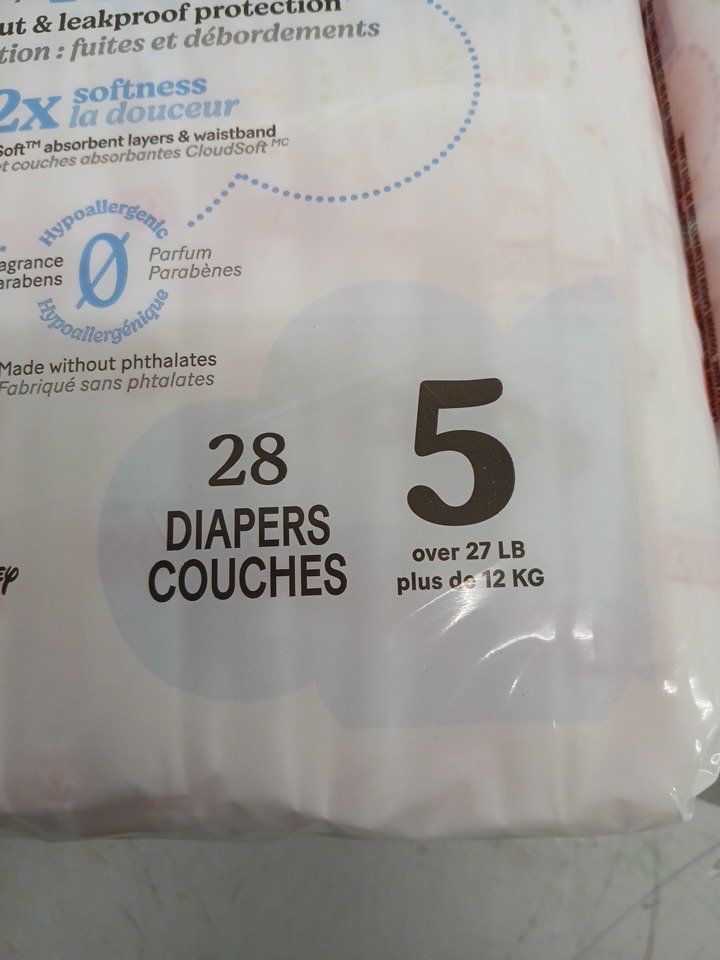 ut & leakproof protection
tion : fuites et débordements
2x softness
la douceur
Soft™ absorbent layers & waistband
et couches absorbantes CloudSoft MC
Hypoallergenic
agrance
arabens
Ø
Parfum
Parabènes
Hypoallergénique
Made without phthalates
Fabriqué sans phtalates
28
DIAPERS
COUCHES
5
over 27 LB
plus de 12 KG